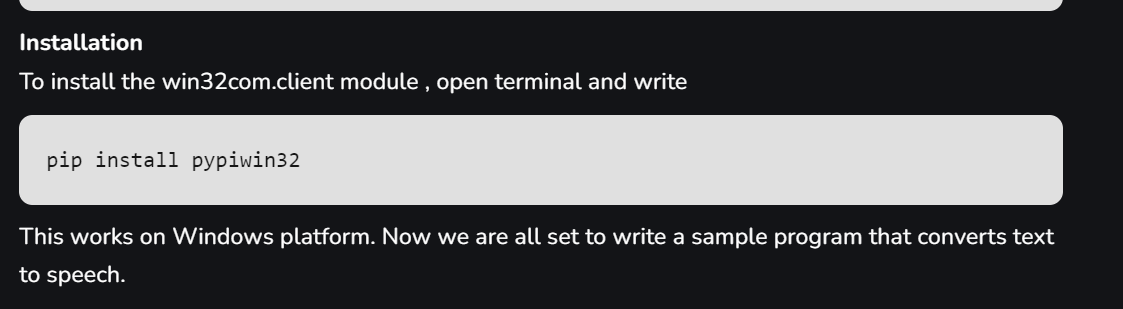 Installation
To install the win32com.client module , open terminal and write
pip install pypiwin32
This works on Windows platform. Now we are all set to write a sample program that converts text
to speech.